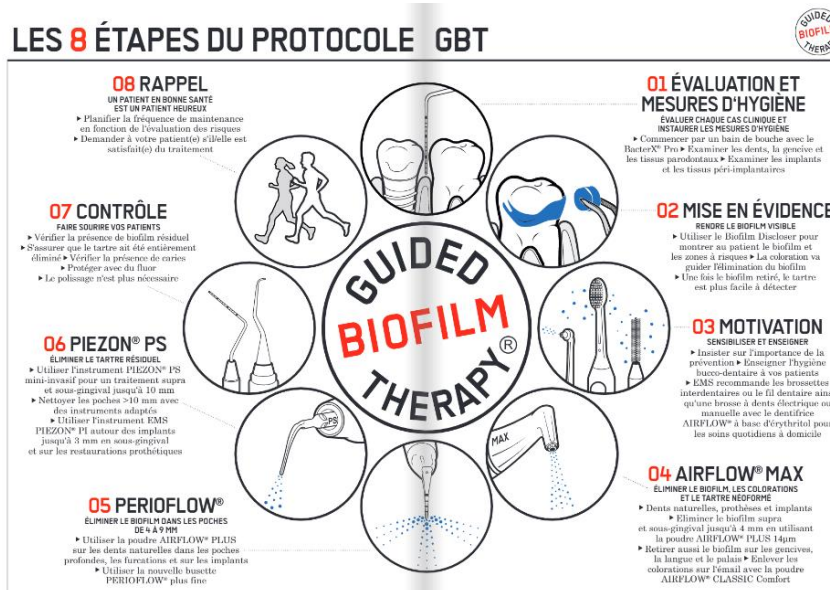 LES 8 ÉTAPES DU PROTOCOLE GBT
GUIDED
BIOFILM
THERAPY
01 ÉVALUATION ET
MESURES D'HYGIÈNE
ÉVALUER CHAQUE CAS CLINIQUE ET
INSTAURER LES MESURES D'HYGIÈNE
▸ Commencer par un bain de bouche avec le
BacterX® Pro ▸ Examiner les dents, la gencive et
les tissus parodontaux ▸ Examiner les implants
et les tissus péri-implantaires
02 MISE EN ÉVIDENCE
RENDRE LE BIOFILM VISIBLE
▸ Utiliser le Biofilm Discloser pour
montrer au patient le biofilm et
les zones à risques ▸ La coloration va
guider l'élimination du biofilm
▸ Une fois le biofilm retiré, le tartre
est plus facile à détecter
03 MOTIVATION
SENSIBILISER ET ENSEIGNER
▸ Insister sur l'importance de la
prévention ▸ Enseigner l'hygiène
bucco-dentaire à vos patients
▸ EMS recommande les brossettes
interdentaires ou le fil dentaire ains
qu'une brosse à dents électrique ou
manuelle avec le dentifrice
AIRFLOW® à base d'érythritol pour
les soins quotidiens à domicile
04 AIRFLOW® MAX
ÉLIMINER LE BIOFILM, LES COLORATIONS
ET LE TARTRE NÉOFORMÉ
▸ Dents naturelles, prothèses et implants
▸ Eliminer le biofilm supra
et sous-gingival jusqu'à 4 mm en utilisant
la poudre AIRFLOW® PLUS 14µm
▸ Retirer aussi le biofilm sur les gencives,
la langue et le palais ▸ Enlever les
colorations sur l'émail avec la poudre
AIRFLOW® CLASSIC Comfort
05 PERIOFLOW®
ÉLIMINER LE BIOFILM DANS LES POCHES
DE 4 À 9 MM
▸ Utiliser la poudre AIRFLOW® PLUS
sur les dents naturelles dans les poches
profondes, les furcations et sur les implants
▸ Utiliser la nouvelle busette
PERIOFLOW® plus fine
06 PIEZON® PS
ÉLIMINER LE TARTRE RÉSIDUEL
▸ Utiliser l'instrument PIEZON® PS
mini-invasif pour un traitement supra
et sous-gingival jusqu'à 10 mm
▸ Nettoyer les poches >10 mm avec
des instruments adaptés
▸ Utiliser l'instrument EMS
PIEZON® PI autour des implants
jusqu'à 3 mm en sous-gingival
et sur les restaurations prothétiques
07 CONTRÔLE
FAIRE SOURIRE VOS PATIENTS
▸ Vérifier la présence de biofilm résiduel
▸ S'assurer que le tartre ait été entièrement
éliminé ▸ Vérifier la présence de caries
▸ Protéger avec du fluor
▸ Le polissage n'est plus nécessaire
08 RAPPEL
UN PATIENT EN BONNE SANTÉ
EST UN PATIENT HEUREUX
▸ Planifier la fréquence de maintenance
en fonction de l'évaluation des risques
▸ Demander à votre patient(e) s'il/elle est
satisfait(e) du traitement
GUIDED
BIOFILM
THERAPY®
PS
MAX